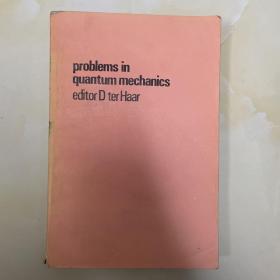 problems in
quantum mechanics
editor D ter Haar